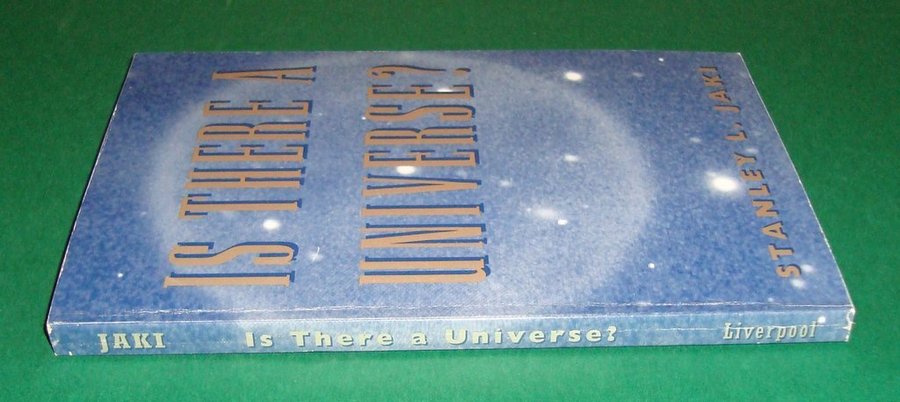 IS THERE A
UNIVERSE?
STANLEY L. JAKI
JAKI Is There a Universe? Liverpool